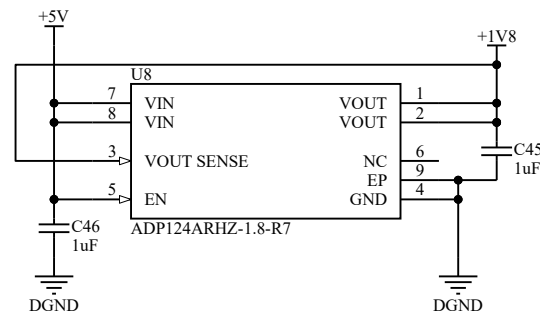 +5V
+1V8
U8
7 VIN VOUT 1
8 VIN VOUT 2
3 VOUT SENSE NC 6
EP 9
5 EN GND 4
C45
1uF
C46
1uF
ADP124ARHZ-1.8-R7
DGND DGND